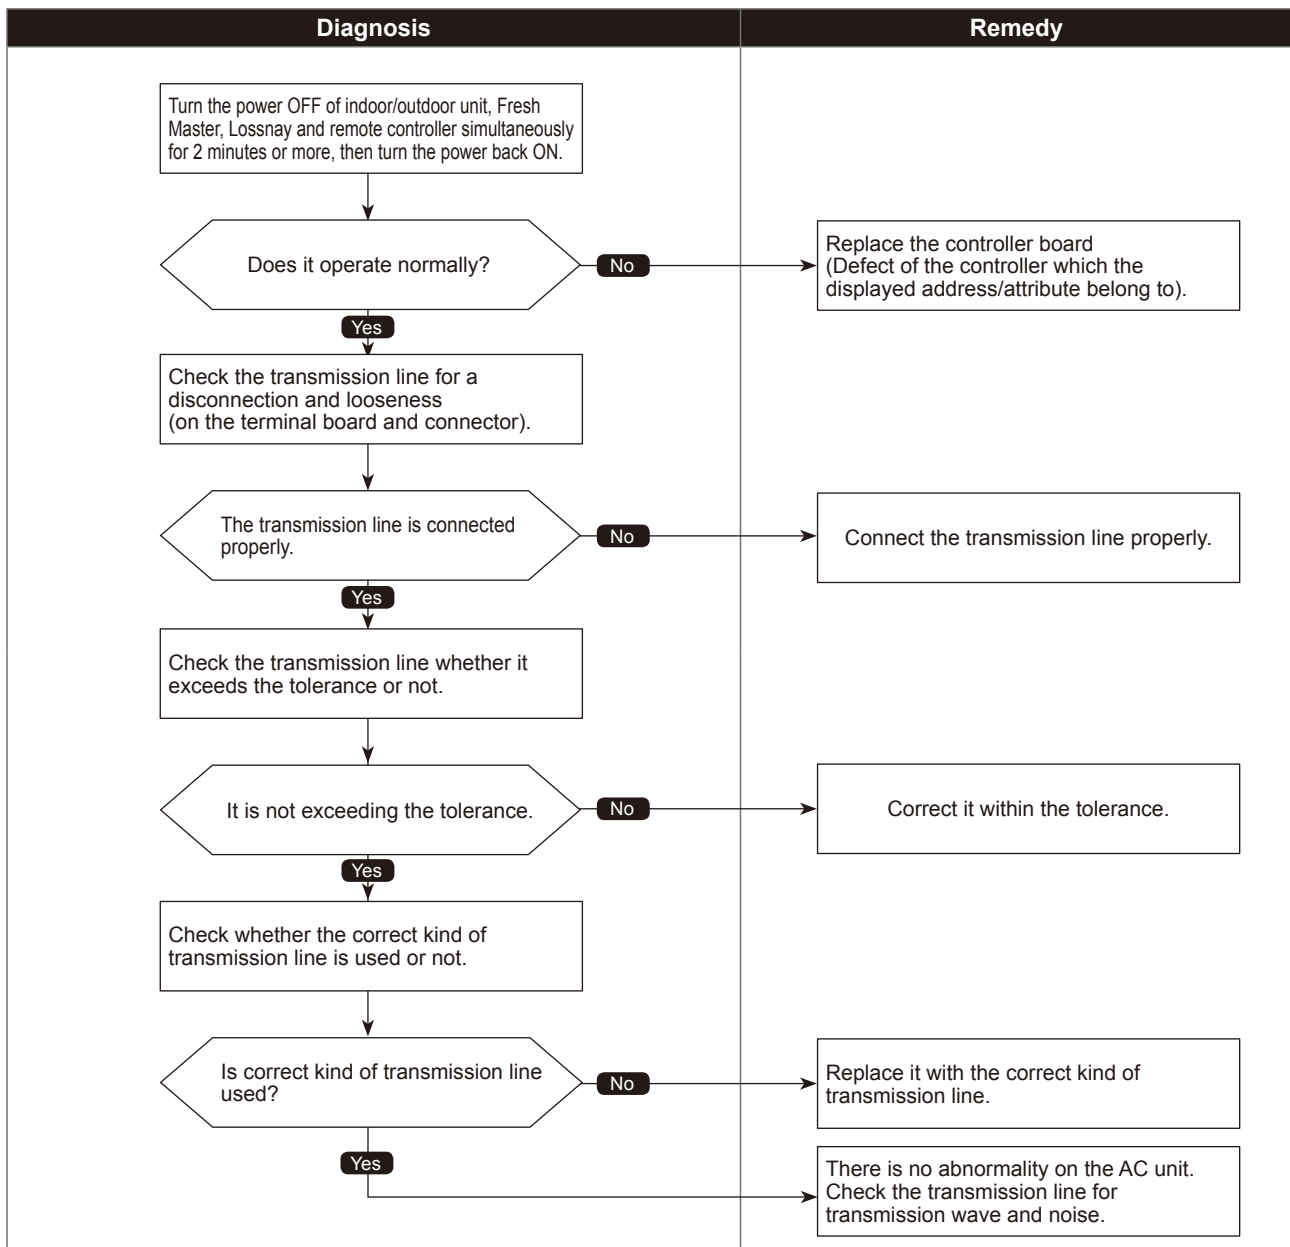 Diagnosis
Remedy
Turn the power OFF of indoor/outdoor unit, Fresh
Master, Lossnay and remote controller simultaneously
for 2 minutes or more, then turn the power back ON.
Does it operate normally?
No
Replace the controller board
(Defect of the controller which the
displayed address/attribute belong to).
Yes
Check the transmission line for a
disconnection and looseness
(on the terminal board and connector).
The transmission line is connected
properly.
No
Connect the transmission line properly.
Yes
Check the transmission line whether it
exceeds the tolerance or not.
It is not exceeding the tolerance.
No
Correct it within the tolerance.
Yes
Check whether the correct kind of
transmission line is used or not.
Is correct kind of transmission line
used?
No
Replace it with the correct kind of
transmission line.
Yes
There is no abnormality on the AC unit.
Check the transmission line for
transmission wave and noise.